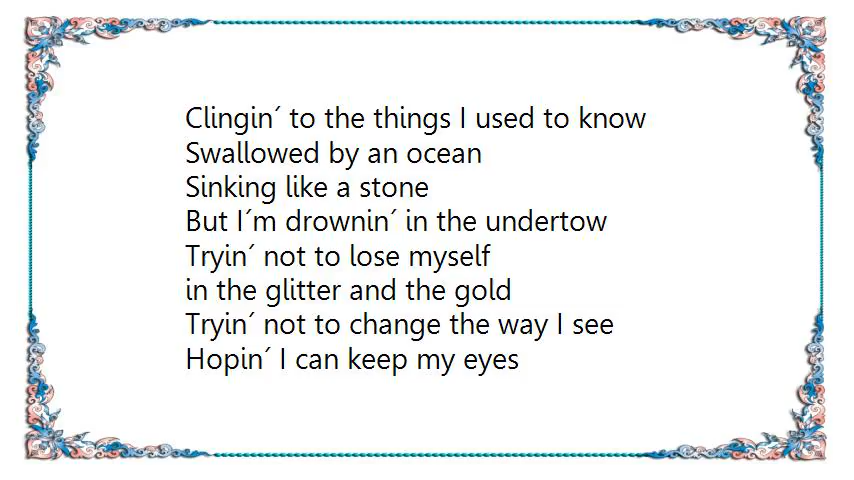 Clingin´ to the things I used to know
Swallowed by an ocean
Sinking like a stone
But I´m drownin´ in the undertow
Tryin´ not to lose myself
in the glitter and the gold
Tryin´ not to change the way I see
Hopin´ I can keep my eyes